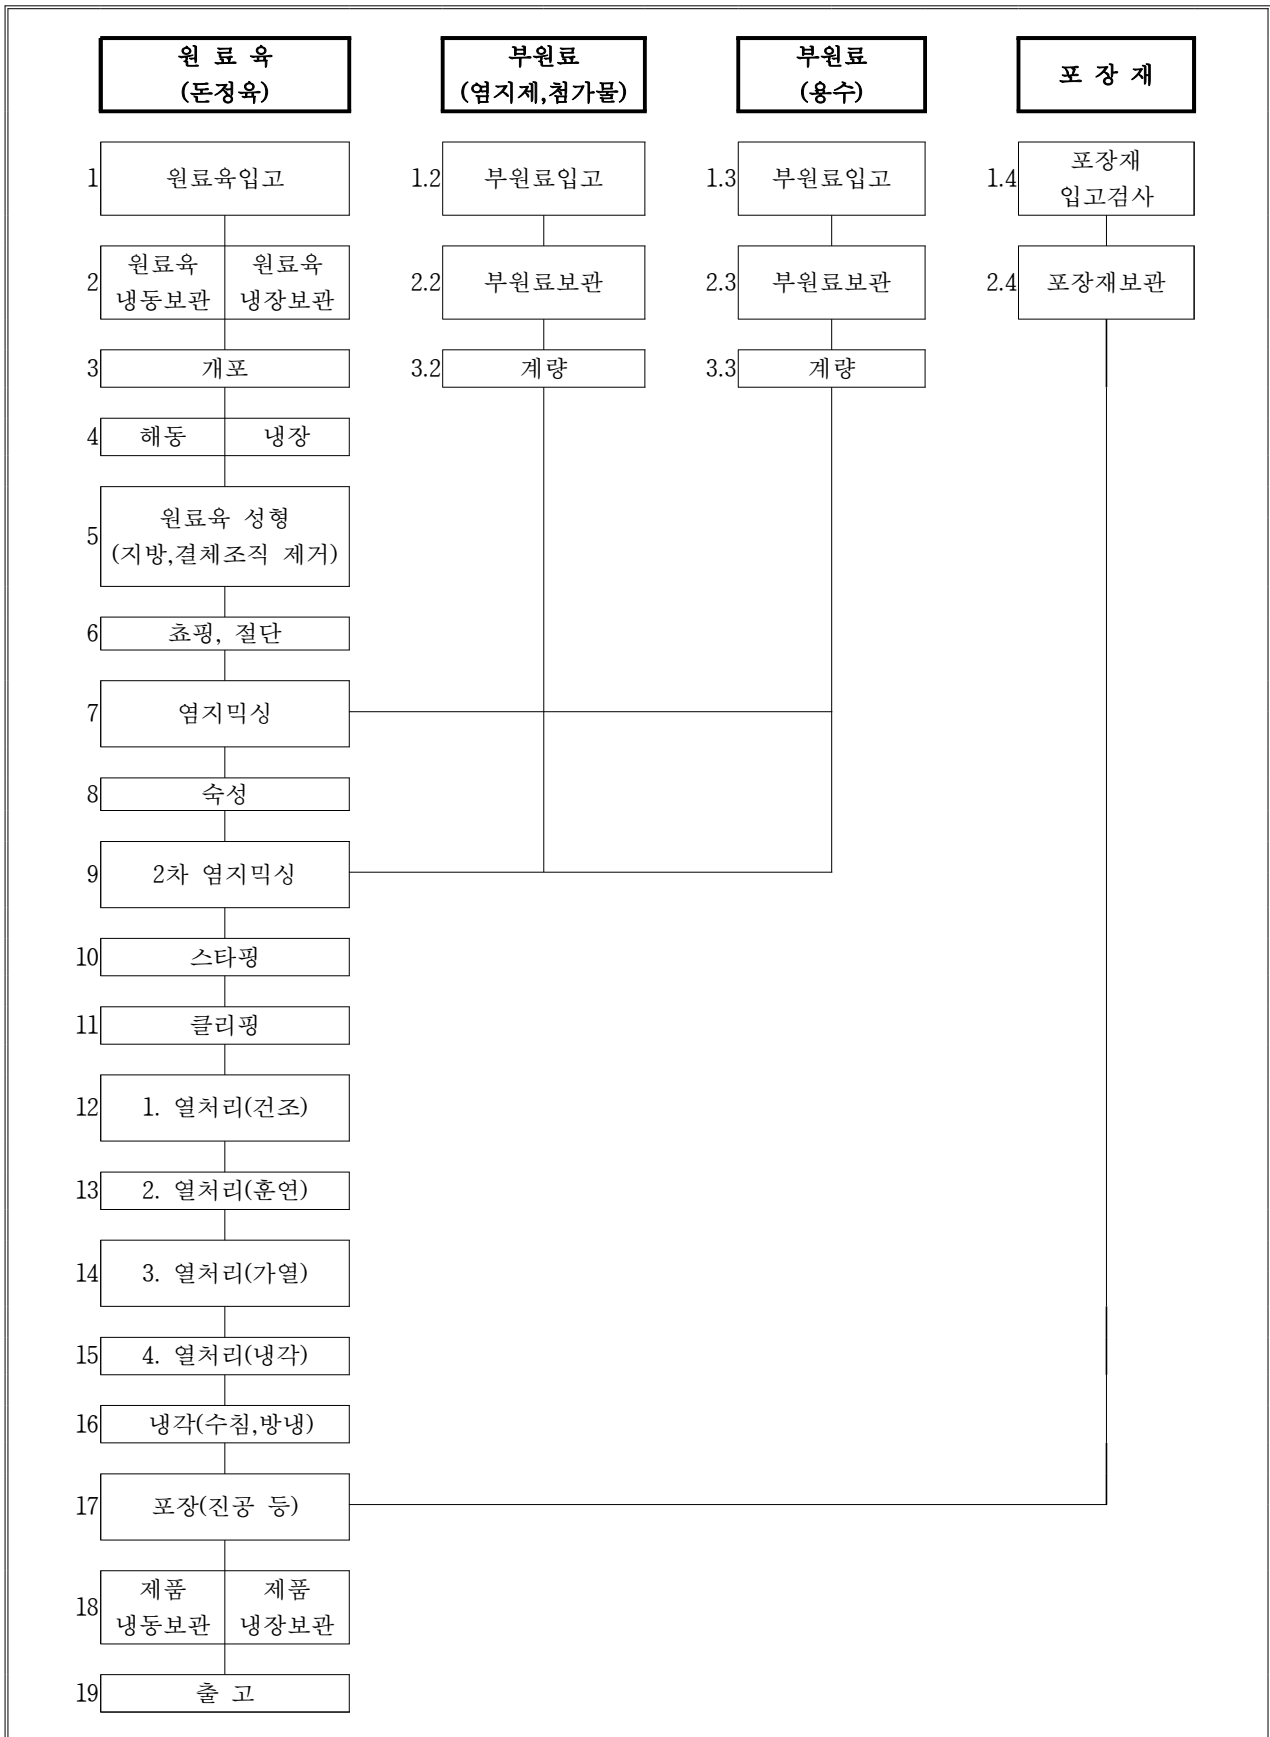 원 료 육
(돈정육)
부원료
(염지제,첨가물)
부원료
(용수)
포 장 재
1
원료육입고
1.2
부원료입고
1.3
부원료입고
1.4
포장재
입고검사
2
원료육
냉동보관
원료육
냉장보관
2.2
부원료보관
2.3
부원료보관
2.4
포장재보관
3
개포
3.2
계량
3.3
계량
4
해동
냉장
5
원료육 성형
(지방,결체조직 제거)
6
쵸핑, 절단
7
염지믹싱
8
숙성
9
2차 염지믹싱
10
스타핑
11
클리핑
12
1. 열처리(건조)
13
2. 열처리(훈연)
14
3. 열처리(가열)
15
4. 열처리(냉각)
16
냉각(수침,방냉)
17
포장(진공 등)
18
제품
냉동보관
제품
냉장보관
19
출 고